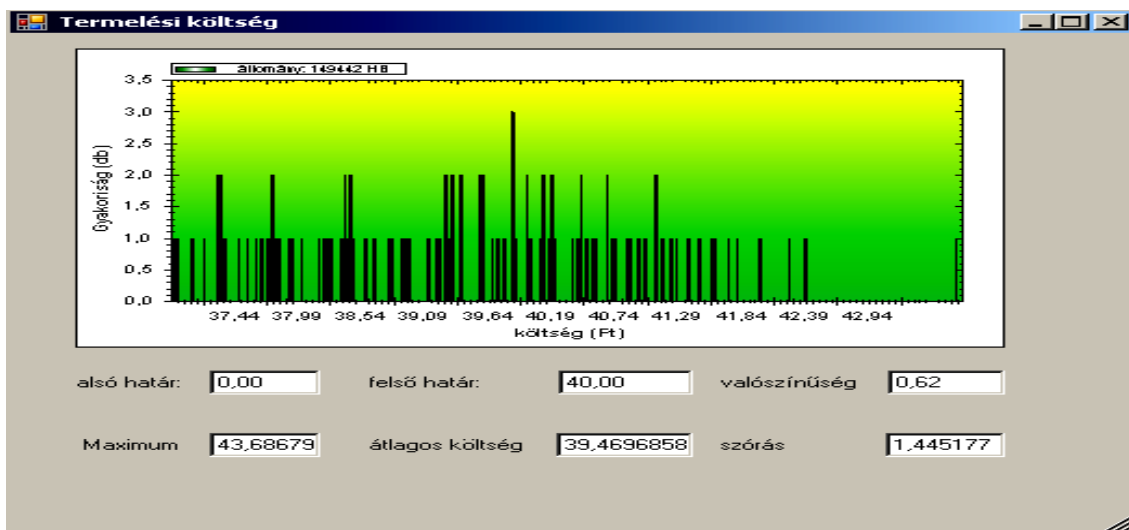 Termelési költség
állomány: 149442 HB
3,5
3,0
2,5
2,0
1,5
1,0
0,5
0,0
Gyakoriság (db)
37,44 37,99 38,54 39,09 39,64 40,19 40,74 41,29 41,84 42,39 42,94
költség (Ft)
alsó határ: 0,00 felső határ: 40,00 valószínűség 0,62
Maximum 43,68679 átlagos költség 39,4696858 szórás 1,445177